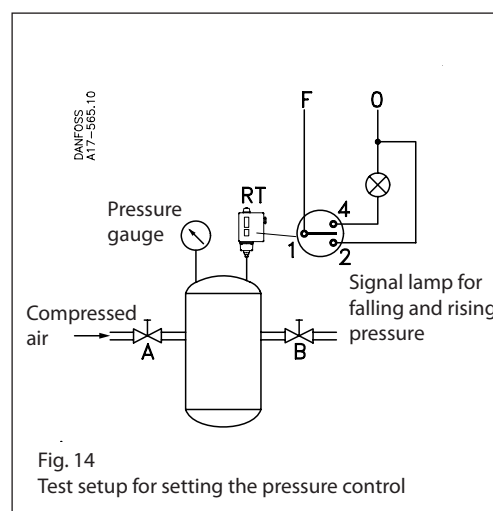 DANFOSS
A17-565.10
F
0
RT
4
1
2
Pressure
gauge
Signal lamp for
falling and rising
pressure
Compressed
air
A
B
Fig. 14
Test setup for setting the pressure control